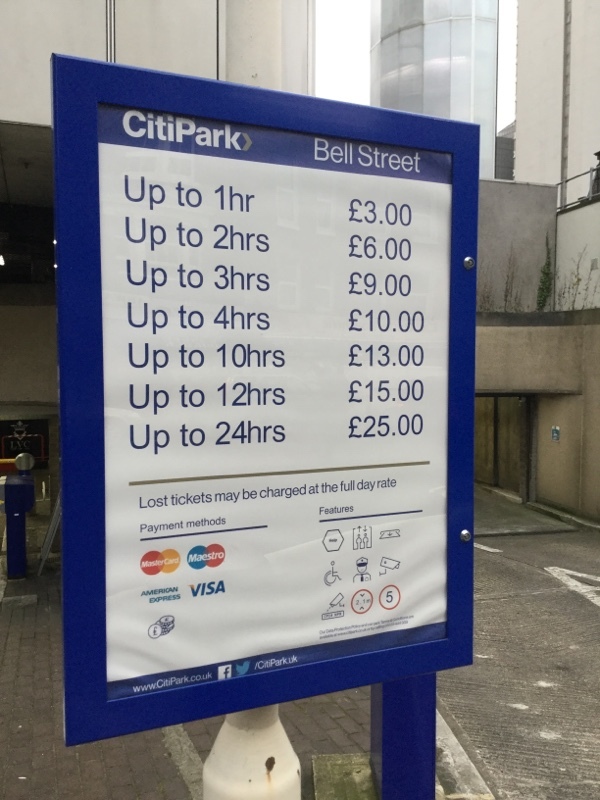 CitiPark
Bell Street
Up to 1hr £3.00
Up to 2hrs £6.00
Up to 3hrs £9.00
Up to 4hrs £10.00
Up to 10hrs £13.00
Up to 12hrs £15.00
Up to 24hrs £25.00
Lost tickets may be charged at the full day rate
Payment methods
Features
MasterCard Maestro
AMERICAN
EXPRESS
VISA
£
5
www.CitiPark.co.uk f /CitiPark.uk